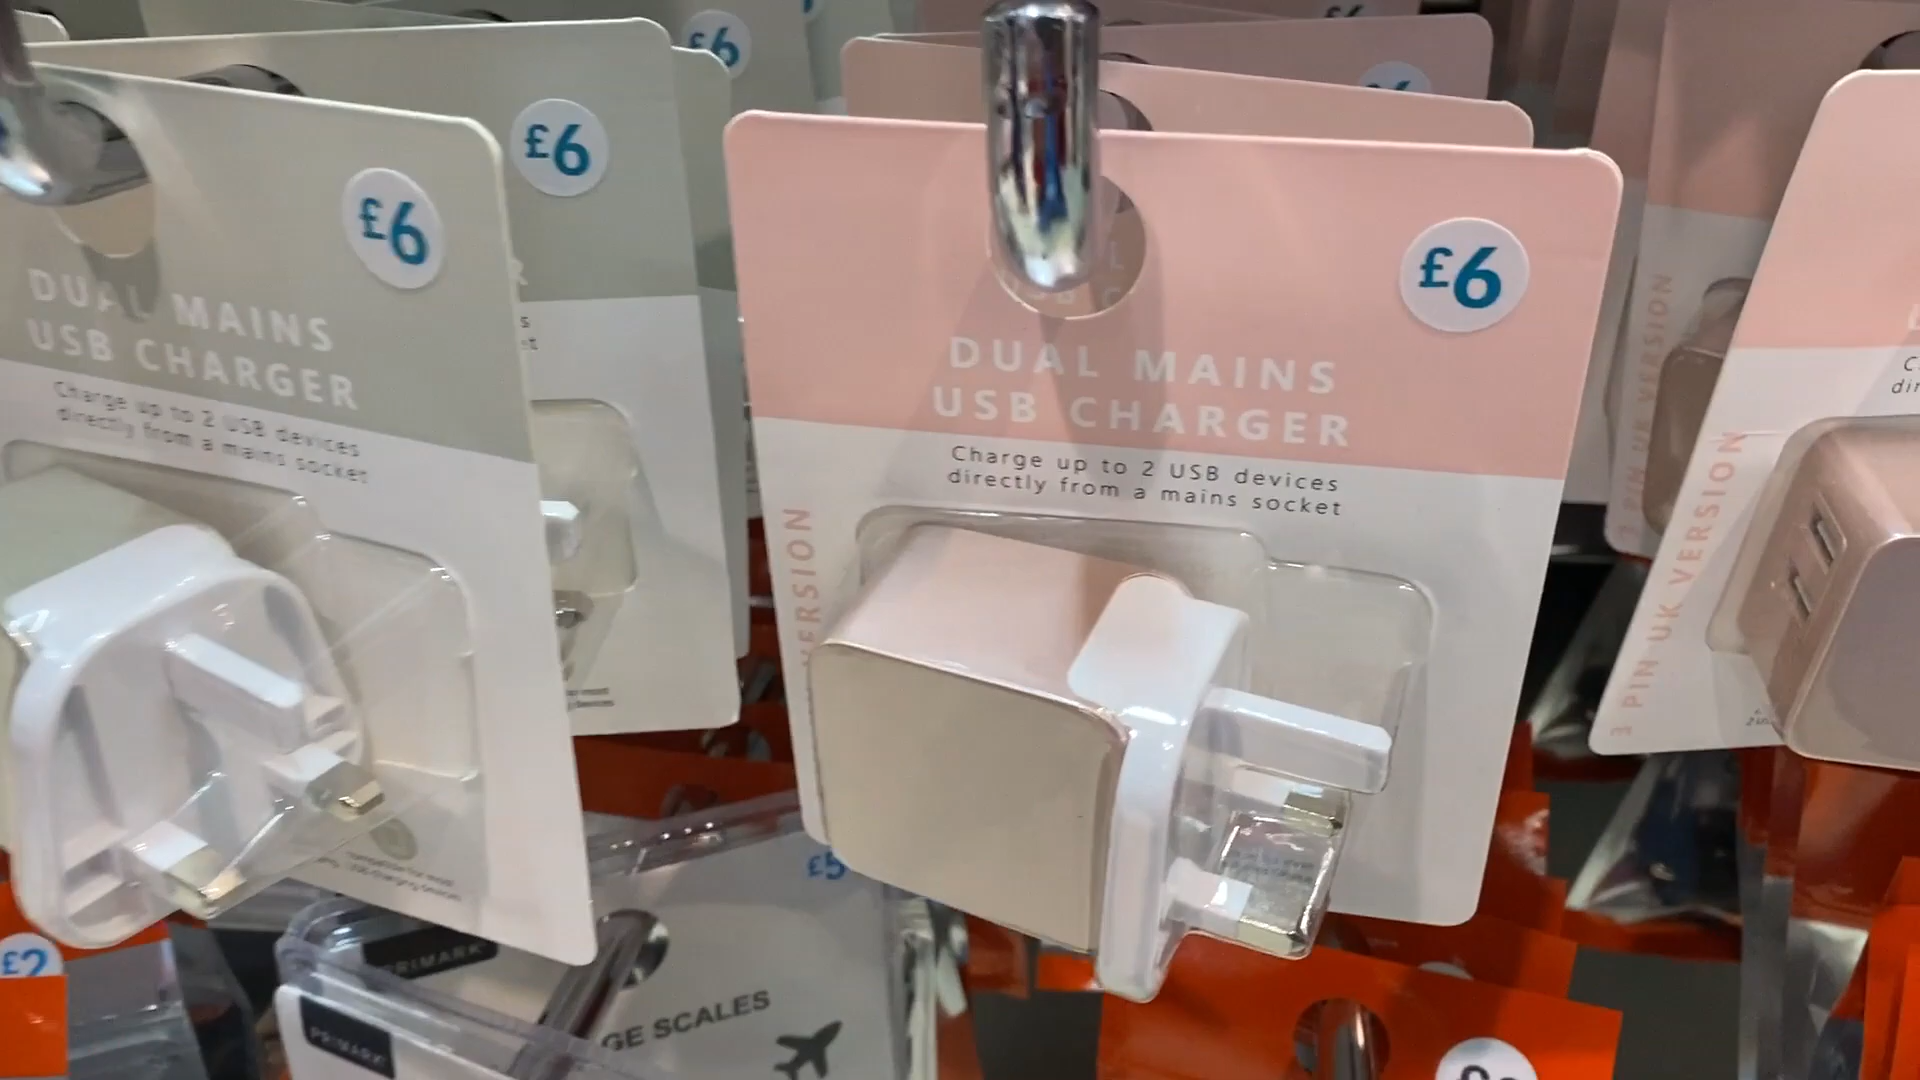 £6
£6
£6
DUAL MAINS
USB CHARGER
Charge up to 2 USB devices
directly from a mains socket
£6
DUAL MAINS
USB CHARGER
Charge up to 2 USB devices
directly from a mains socket
VERSION
3 PIN UK VERSION
PIN UK VERSION
£5
£2
PRIMARK
PRIMARK
GE SCALES